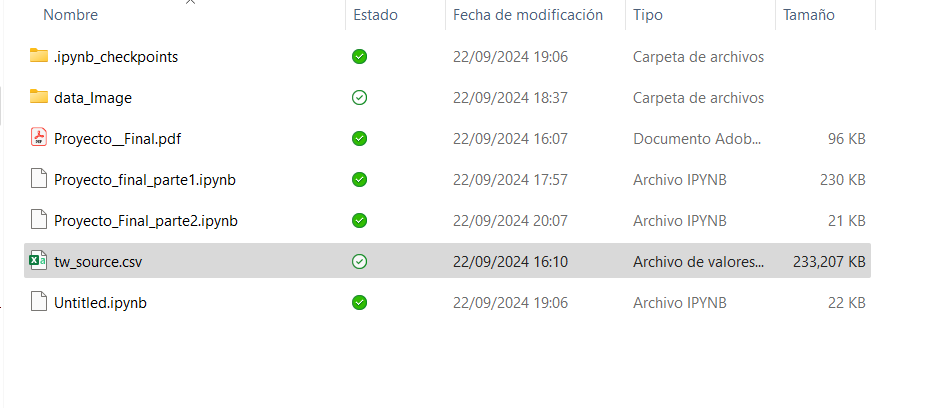 Nombre Estado Fecha de modificación Tipo Tamaño
.ipynb_checkpoints 22/09/2024 19:06 Carpeta de archivos
data_Image 22/09/2024 18:37 Carpeta de archivos
Proyecto__Final.pdf 22/09/2024 16:07 Documento Adob... 96 KB
Proyecto_final_parte1.ipynb 22/09/2024 17:57 Archivo IPYNB 230 KB
Proyecto_Final_parte2.ipynb 22/09/2024 20:07 Archivo IPYNB 21 KB
tw_source.csv 22/09/2024 16:10 Archivo de valores... 233,207 KB
Untitled.ipynb 22/09/2024 19:06 Archivo IPYNB 22 KB